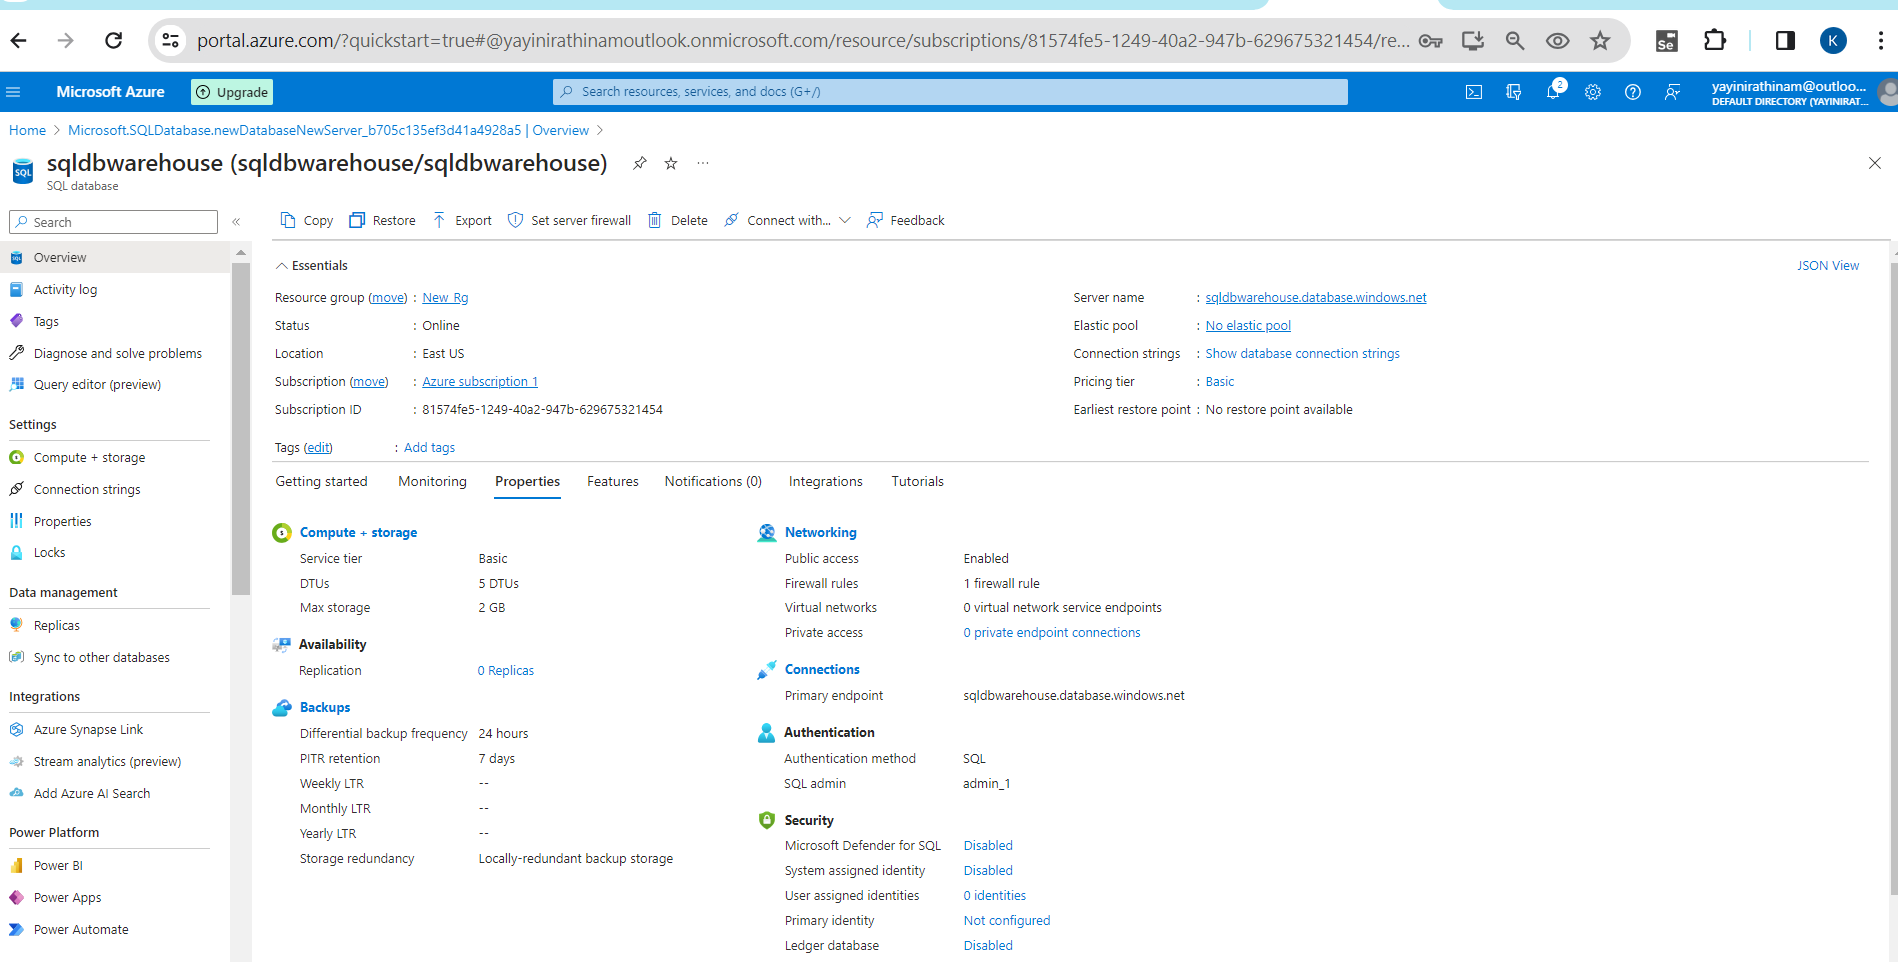 portal.azure.com/?quickstart=true#@yayinirathinamoutlook.onmicrosoft.com/resource/subscriptions/81574fe5-1249-40a2-947b-629675321454/re...
Se
K
Microsoft Azure
Upgrade
Search resources, services, and docs (G+/)
2
yayinirathinam@outloo...
DEFAULT DIRECTORY (YAYINIRAT...
Home > Microsoft.SQLDatabase.newDatabaseNewServer_b705c135ef3d41a4928a5 | Overview >
sqldbwarehouse (sqldbwarehouse/sqldbwarehouse)
SQL
SQL database
Search
Copy Restore Export Set server firewall Delete Connect with... Feedback
Overview
Activity log
Tags
Diagnose and solve problems
Query editor (preview)
Settings
Compute + storage
Connection strings
Properties
Locks
Data management
Replicas
Sync to other databases
Integrations
Azure Synapse Link
Stream analytics (preview)
Add Azure AI Search
Power Platform
Power BI
Power Apps
Power Automate
Essentials
JSON View
Resource group (move) : New_Rg
Status : Online
Location : East US
Subscription (move) : Azure subscription 1
Subscription ID : 81574fe5-1249-40a2-947b-629675321454
Server name : sqldbwarehouse.database.windows.net
Elastic pool : No elastic pool
Connection strings : Show database connection strings
Pricing tier : Basic
Earliest restore point : No restore point available
Tags (edit) : Add tags
Getting started Monitoring Properties Features Notifications (0) Integrations Tutorials
Compute + storage
Service tier Basic
DTUs 5 DTUs
Max storage 2 GB
Availability
Replication 0 Replicas
Backups
Differential backup frequency 24 hours
PITR retention 7 days
Weekly LTR --
Monthly LTR --
Yearly LTR --
Storage redundancy Locally-redundant backup storage
Networking
Public access Enabled
Firewall rules 1 firewall rule
Virtual networks 0 virtual network service endpoints
Private access 0 private endpoint connections
Connections
Primary endpoint sqldbwarehouse.database.windows.net
Authentication
Authentication method SQL
SQL admin admin_1
Security
Microsoft Defender for SQL Disabled
System assigned identity Disabled
User assigned identities 0 identities
Primary identity Not configured
Ledger database Disabled